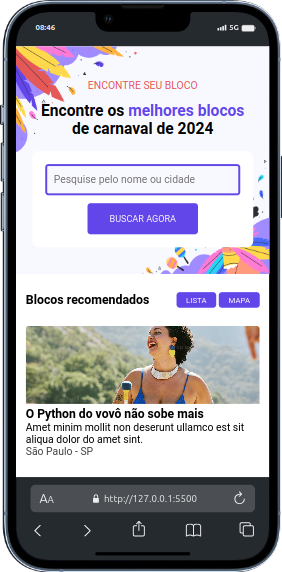 08:46
5G
ENCONTRE SEU BLOCO
Encontre os melhores blocos
de carnaval de 2024
Pesquise pelo nome ou cidade
BUSCAR AGORA
Blocos recomendados
LISTA
MAPA
O Python do vovô não sobe mais
Amet minim mollit non deserunt ullamco est sit
aliqua dolor do amet sint.
São Paulo - SP
AA
http://127.0.0.1:5500